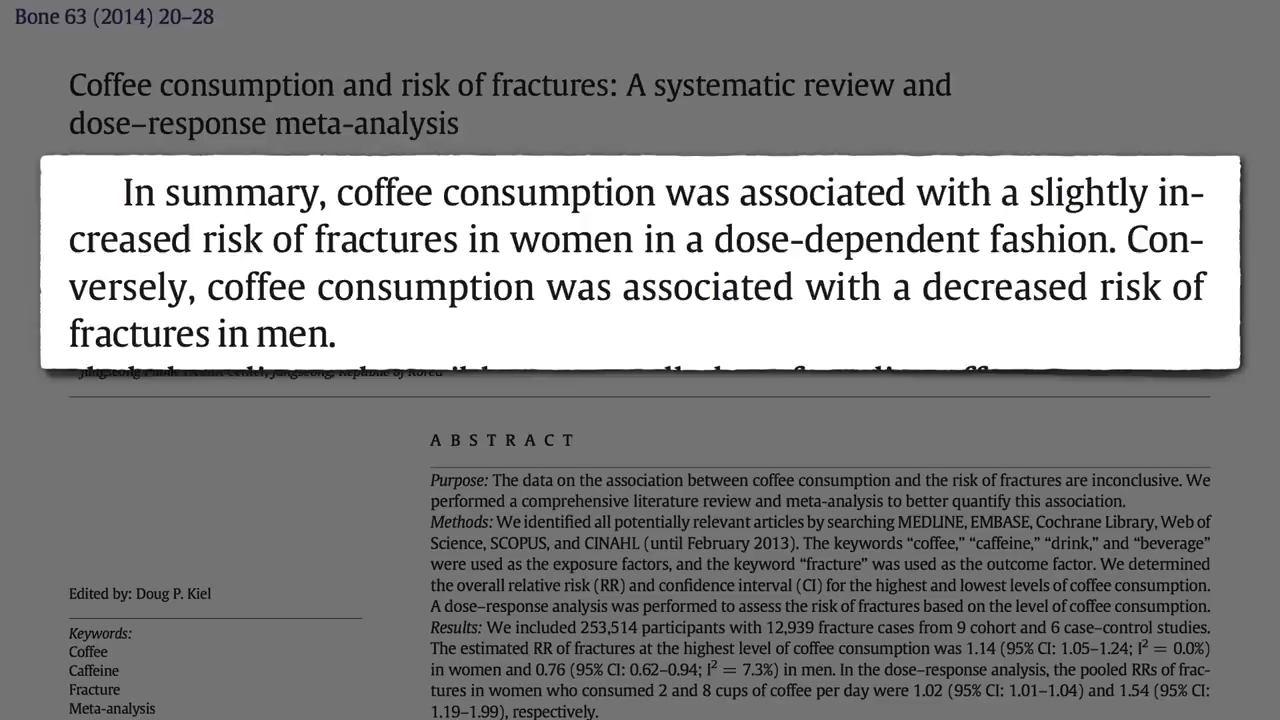 Bone 63 (2014) 20–28
Coffee consumption and risk of fractures: A systematic review and
dose–response meta-analysis
In summary, coffee consumption was associated with a slightly in-
creased risk of fractures in women in a dose-dependent fashion. Con-
versely, coffee consumption was associated with a decreased risk of
fractures in men.
A B S T R A C T
Purpose: The data on the association between coffee consumption and the risk of fractures are inconclusive. We
performed a comprehensive literature review and meta-analysis to better quantify this association.
Methods: We identified all potentially relevant articles by searching MEDLINE, EMBASE, Cochrane Library, Web of
Science, SCOPUS, and CINAHL (until February 2013). The keywords “coffee,” “caffeine,” “drink,” and “beverage”
were used as the exposure factors, and the keyword “fracture” was used as the outcome factor. We determined
the overall relative risk (RR) and confidence interval (CI) for the highest and lowest levels of coffee consumption.
A dose–response analysis was performed to assess the risk of fractures based on the level of coffee consumption.
Results: We included 253,514 participants with 12,939 fracture cases from 9 cohort and 6 case–control studies.
The estimated RR of fractures at the highest level of coffee consumption was 1.14 (95% CI: 1.05–1.24; I² = 0.0%)
in women and 0.76 (95% CI: 0.62–0.94; I² = 7.3%) in men. In the dose–response analysis, the pooled RRs of frac-
tures in women who consumed 2 and 8 cups of coffee per day were 1.02 (95% CI: 1.01–1.04) and 1.54 (95% CI:
1.19–1.99), respectively.
Edited by: Doug P. Kiel
Keywords:
Coffee
Caffeine
Fracture
Meta-analysis